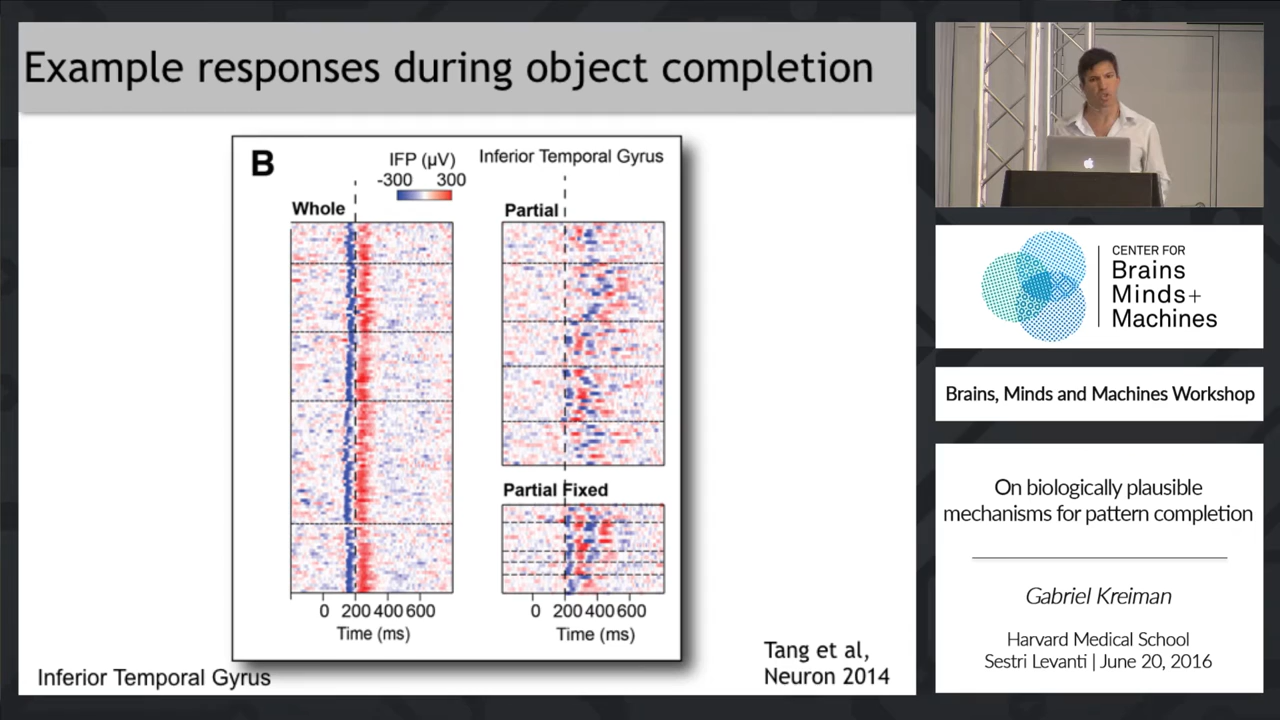 Example responses during object completion
B
IFP (μV)
-300 300
Inferior Temporal Gyrus
Whole
Partial
Partial Fixed
0 200 400 600
Time (ms)
0 200 400 600
Time (ms)
Inferior Temporal Gyrus
Tang et al,
Neuron 2014
CENTER FOR
Brains
Minds+
Machines
Brains, Minds and Machines Workshop
On biologically plausible
mechanisms for pattern completion
Gabriel Kreiman
Harvard Medical School
Sestri Levanti | June 20, 2016